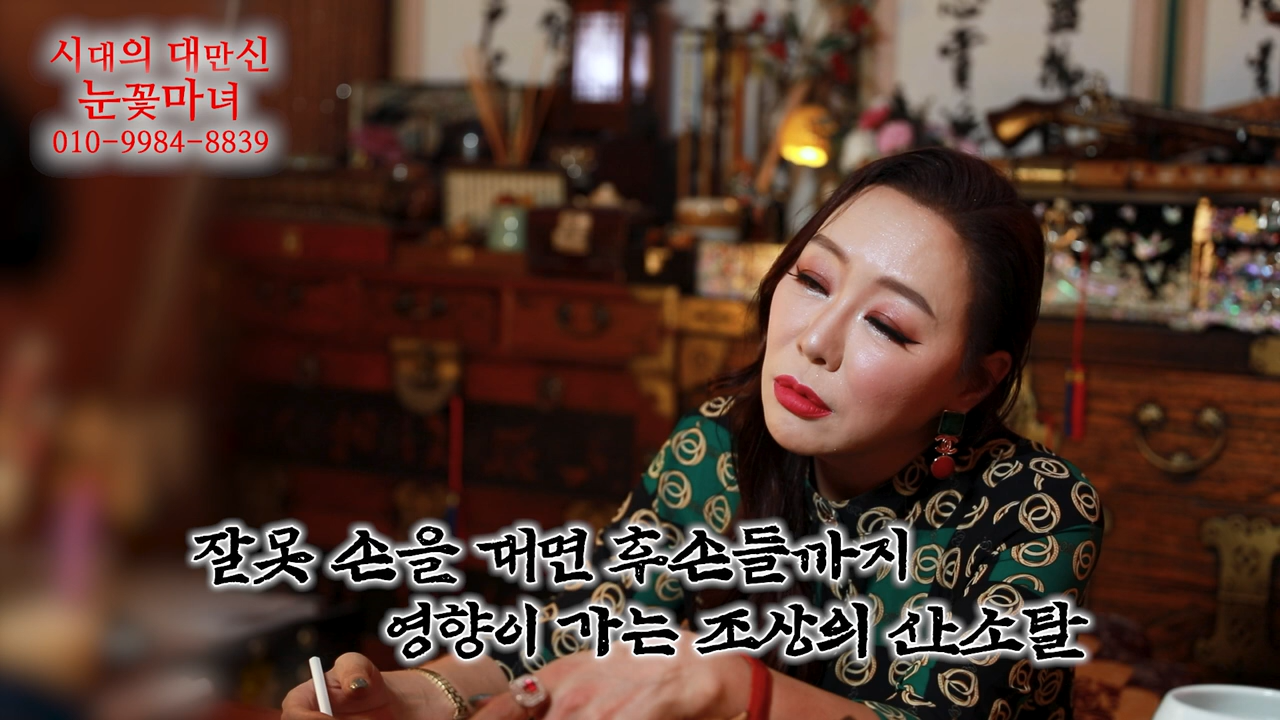 시대의 대만신
눈꽃마녀
010-9984-8839
잘못 손을 대면 후손들까지
영향이 가는 조상의 산소탈